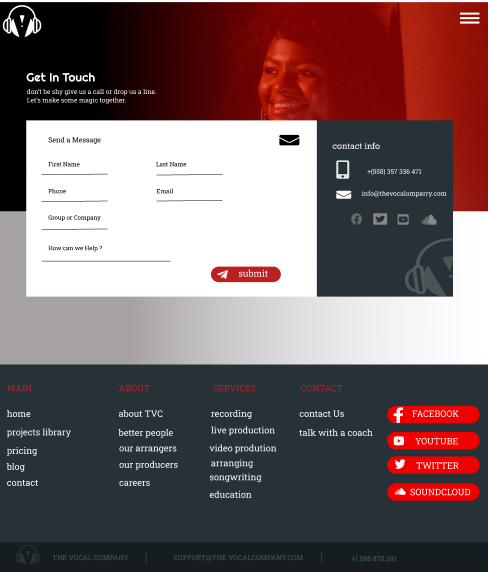 Get In Touch
don't be shy give us a call or drop us a line.
Let's make some magic together.
Send a Message
First Name
Last Name
Phone
Email
Group or Company
How can we Help ?
submit
contact info
+(958) 357 336 471
info@thevocalomparry.com
MAIN
home
projects library
pricing
blog
contact
ABOUT
about TVC
better people
our arrangers
our producers
careers
SERVICES
recording
live production
video prodution
arranging
songwriting
education
CONTACT
contact Us
talk with a coach
FACEBOOK
YOUTUBE
TWITTER
SOUNDCLOUD
THE VOCAL COMPANY
SUPPORT@THE VOCALCOMPANY.COM
+1.585.878.391